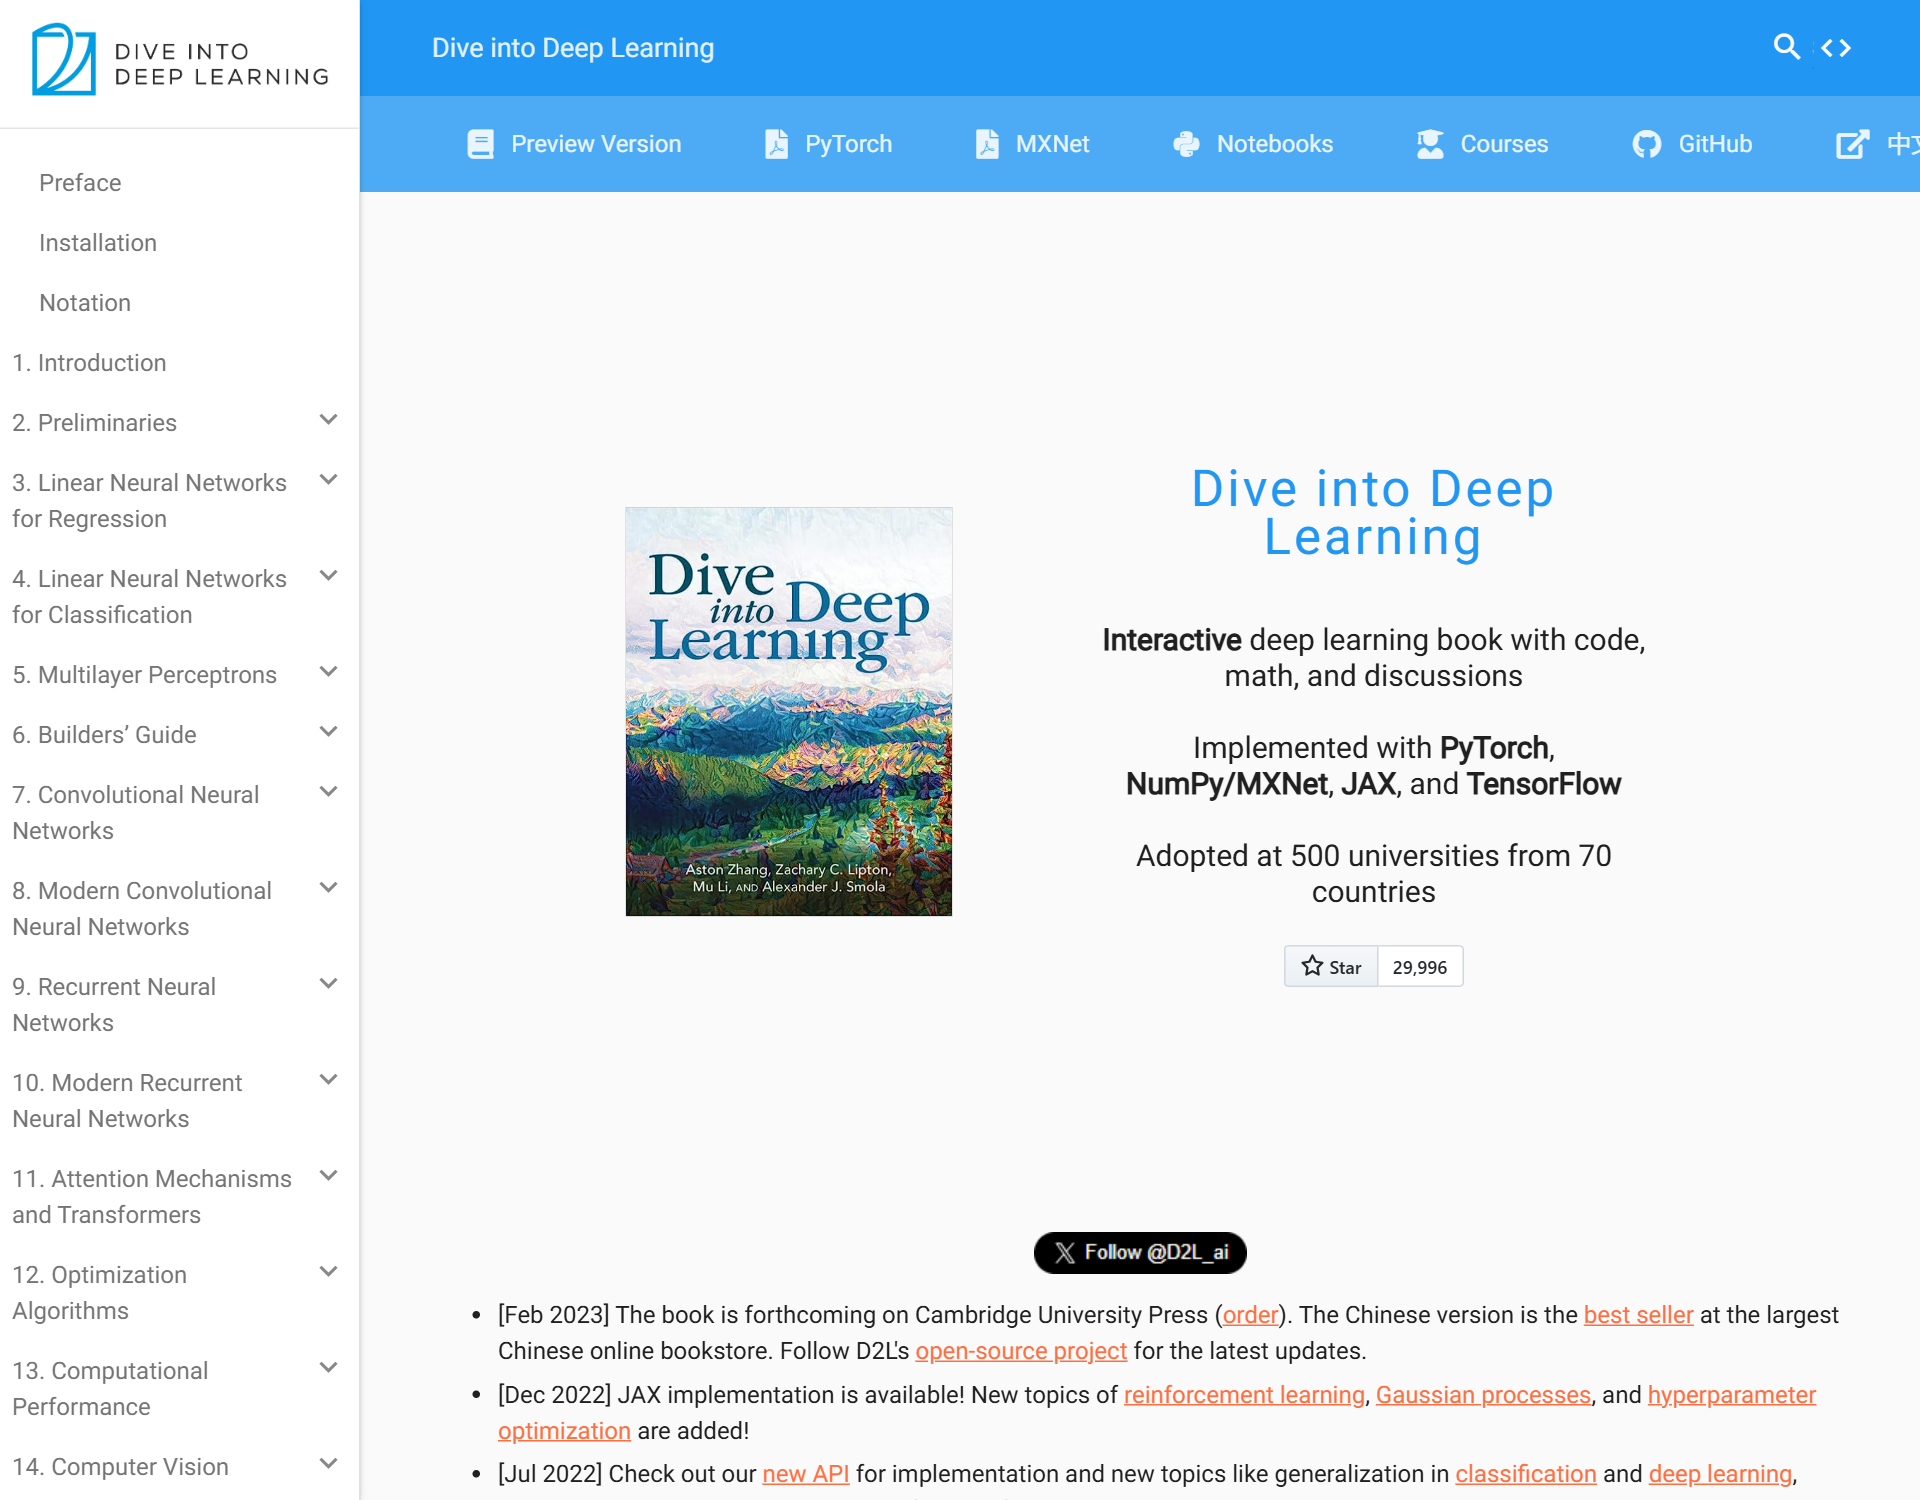 DIVE INTO
DEEP LEARNING
Dive into Deep Learning
Preview Version
PyTorch
MXNet
Notebooks
Courses
GitHub
中文
Preface
Installation
Notation
1. Introduction
2. Preliminaries
3. Linear Neural Networks
for Regression
4. Linear Neural Networks
for Classification
5. Multilayer Perceptrons
6. Builders’ Guide
7. Convolutional Neural
Networks
8. Modern Convolutional
Neural Networks
9. Recurrent Neural
Networks
10. Modern Recurrent
Neural Networks
11. Attention Mechanisms
and Transformers
12. Optimization
Algorithms
13. Computational
Performance
14. Computer Vision
Dive
into Deep
Learning
Aston Zhang, Zachary C. Lipton,
Mu Li, AND Alexander J. Smola
Dive into Deep
Learning
Interactive deep learning book with code,
math, and discussions
Implemented with PyTorch,
NumPy/MXNet, JAX, and TensorFlow
Adopted at 500 universities from 70
countries
Star 29,996
Follow @D2L_ai
• [Feb 2023] The book is forthcoming on Cambridge University Press (order). The Chinese version is the best seller at the largest
Chinese online bookstore. Follow D2L's open-source project for the latest updates.
• [Dec 2022] JAX implementation is available! New topics of reinforcement learning, Gaussian processes, and hyperparameter
optimization are added!
• [Jul 2022] Check out our new API for implementation and new topics like generalization in classification and deep learning,